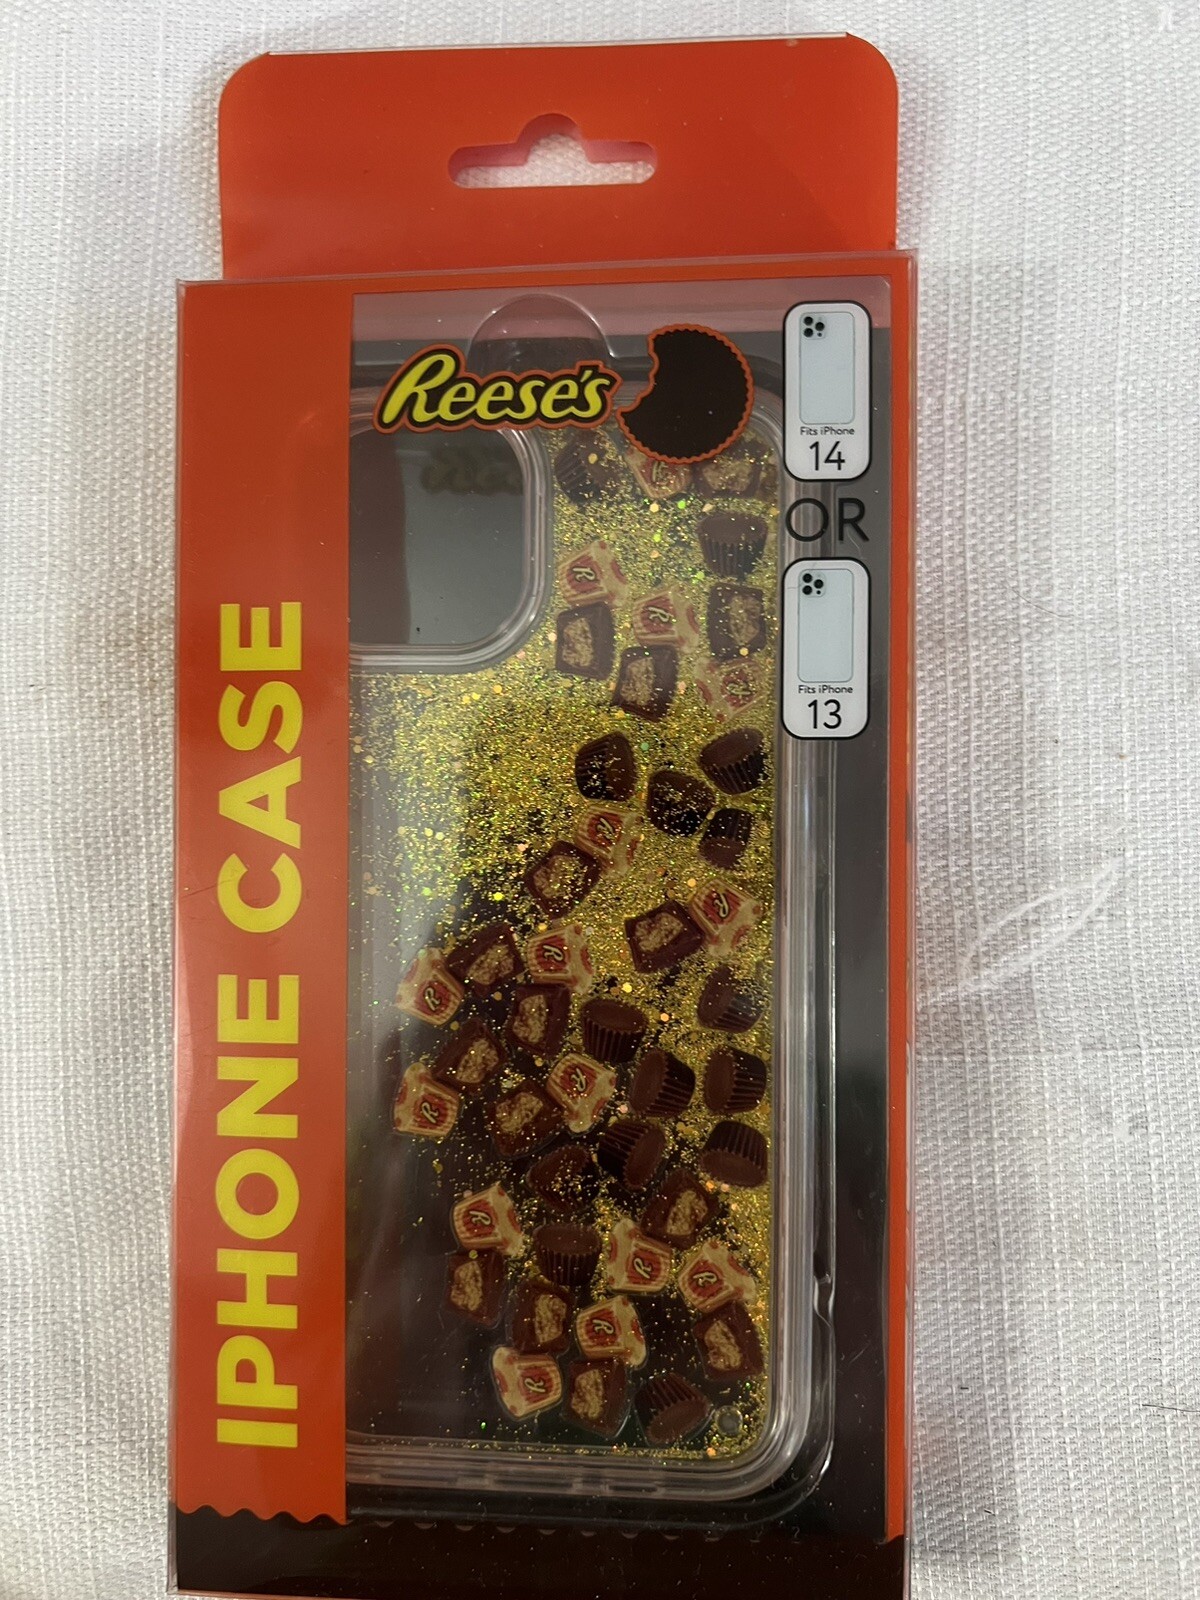 Reese's
Fits iPhone
14
OR
Fits iPhone
13
IPHONE CASE